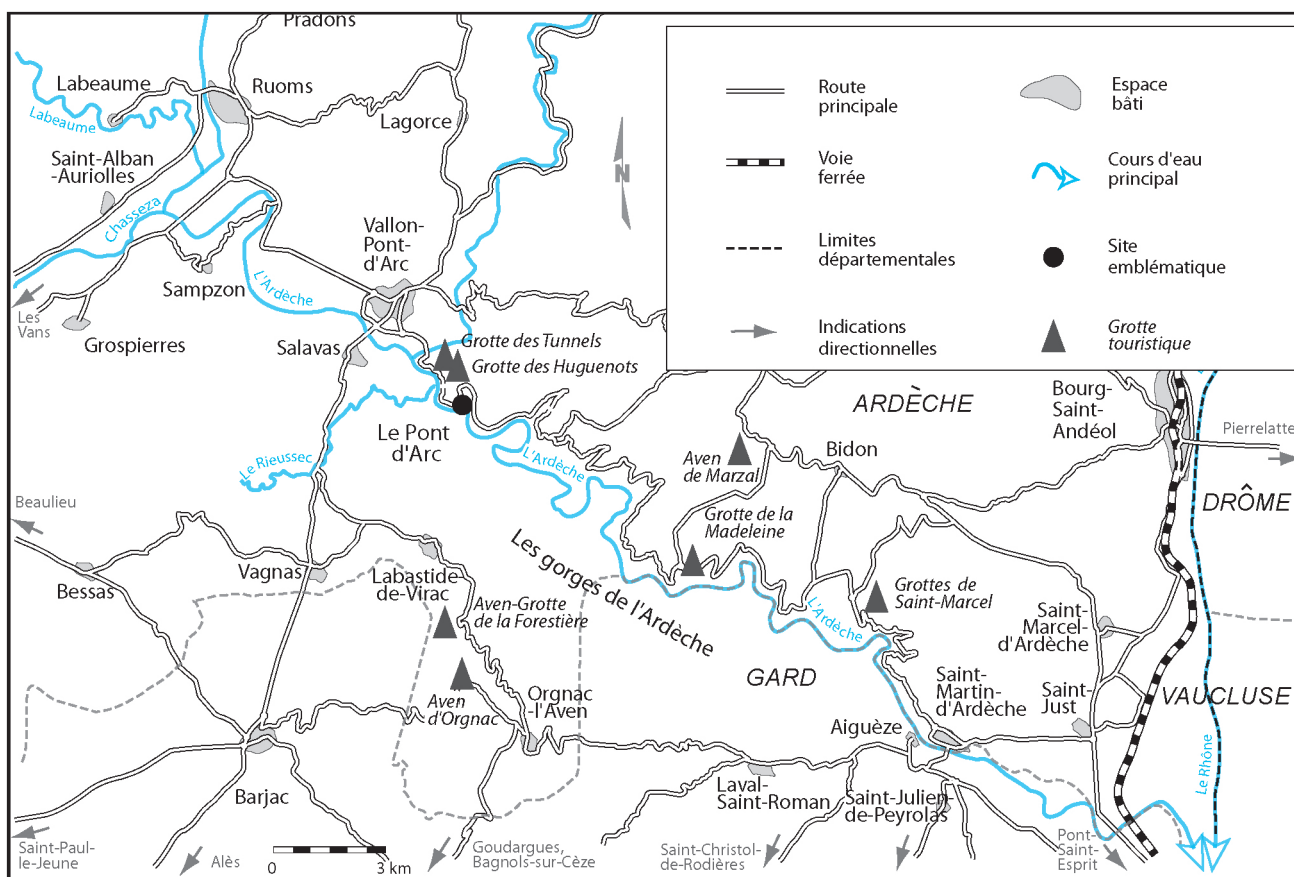 Pradons
Labeaume
Ruoms
Labeaume
Lagorce
Saint-Alban
-Auriolles
Chasseza
Vallon-
Pont-
d'Arc
N
Sampzon
L'Ardèche
Les
Vans
Grospierres
Salavas
Grotte des Tunnels
Grotte des Huguenots
Route
principale
Espace
bâti
Voie
ferrée
Cours d'eau
principal
Limites
départementales
Site
emblématique
Indications
directionnelles
Grotte
touristique
ARDÈCHE
Bourg-
Saint-
Andéol
Pierrelatte
Le Pont
d'Arc
L'Ardèche
Aven
de Marzal
Bidon
Le Rieussec
Beaulieu
DRÔME
Grotte de la
Madeleine
Les gorges de l'Ardèche
Vagnas
Bessas
Labastide-
de-Virac
Aven-Grotte
de la Forestière
L'Ardèche
Grottes de
Saint-Marcel
Saint-
Marcel-
d'Ardèche
GARD
Aven
d'Orgnac
Orgnac
-l'Aven
Saint-
Martin-
d'Ardèche
Saint-
Just
VAUCLUSE
Aiguèze
Le Rhône
Barjac
Laval-
Saint-Roman
Saint-Julien-
de-Peyrolas
Saint-Paul-
le-Jeune
Alès
0
3 km
Goudargues,
Bagnols-sur-Cèze
Saint-Christol-
de-Rodières
Pont-
Saint-
Esprit